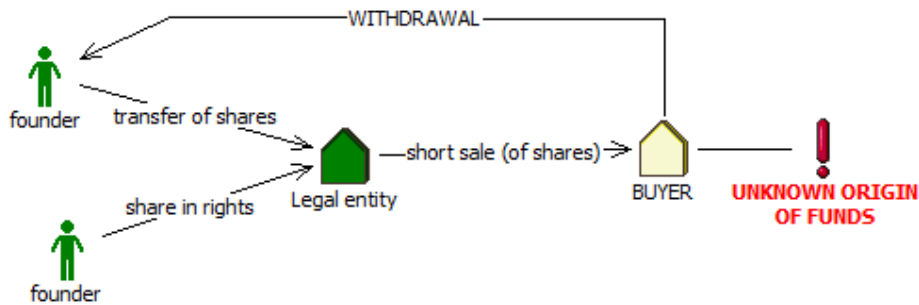 WITHDRAWAL
founder
transfer of shares
short sale (of shares)
Legal entity
BUYER
UNKNOWN ORIGIN
OF FUNDS
share in rights
founder